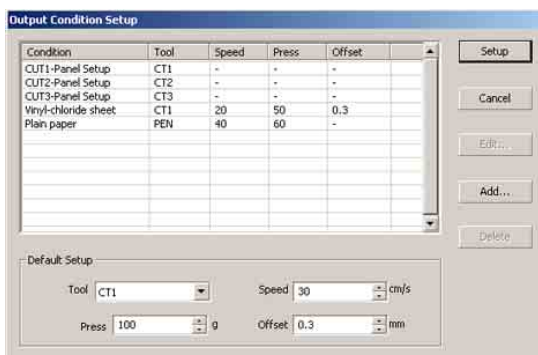 Output Condition Setup
Condition Tool Speed Press Offset
CUT1-Panel Setup CT1 - - -
CUT2-Panel Setup CT2 - - -
CUT3-Panel Setup CT3 - - -
Vinyl-chloride sheet CT1 20 50 0.3
Plain paper PEN 40 60 -
Setup
Cancel
Edit...
Add...
Delete
Default Setup
Tool CT1 Speed 30 cm/s
Press 100 g Offset 0.3 mm